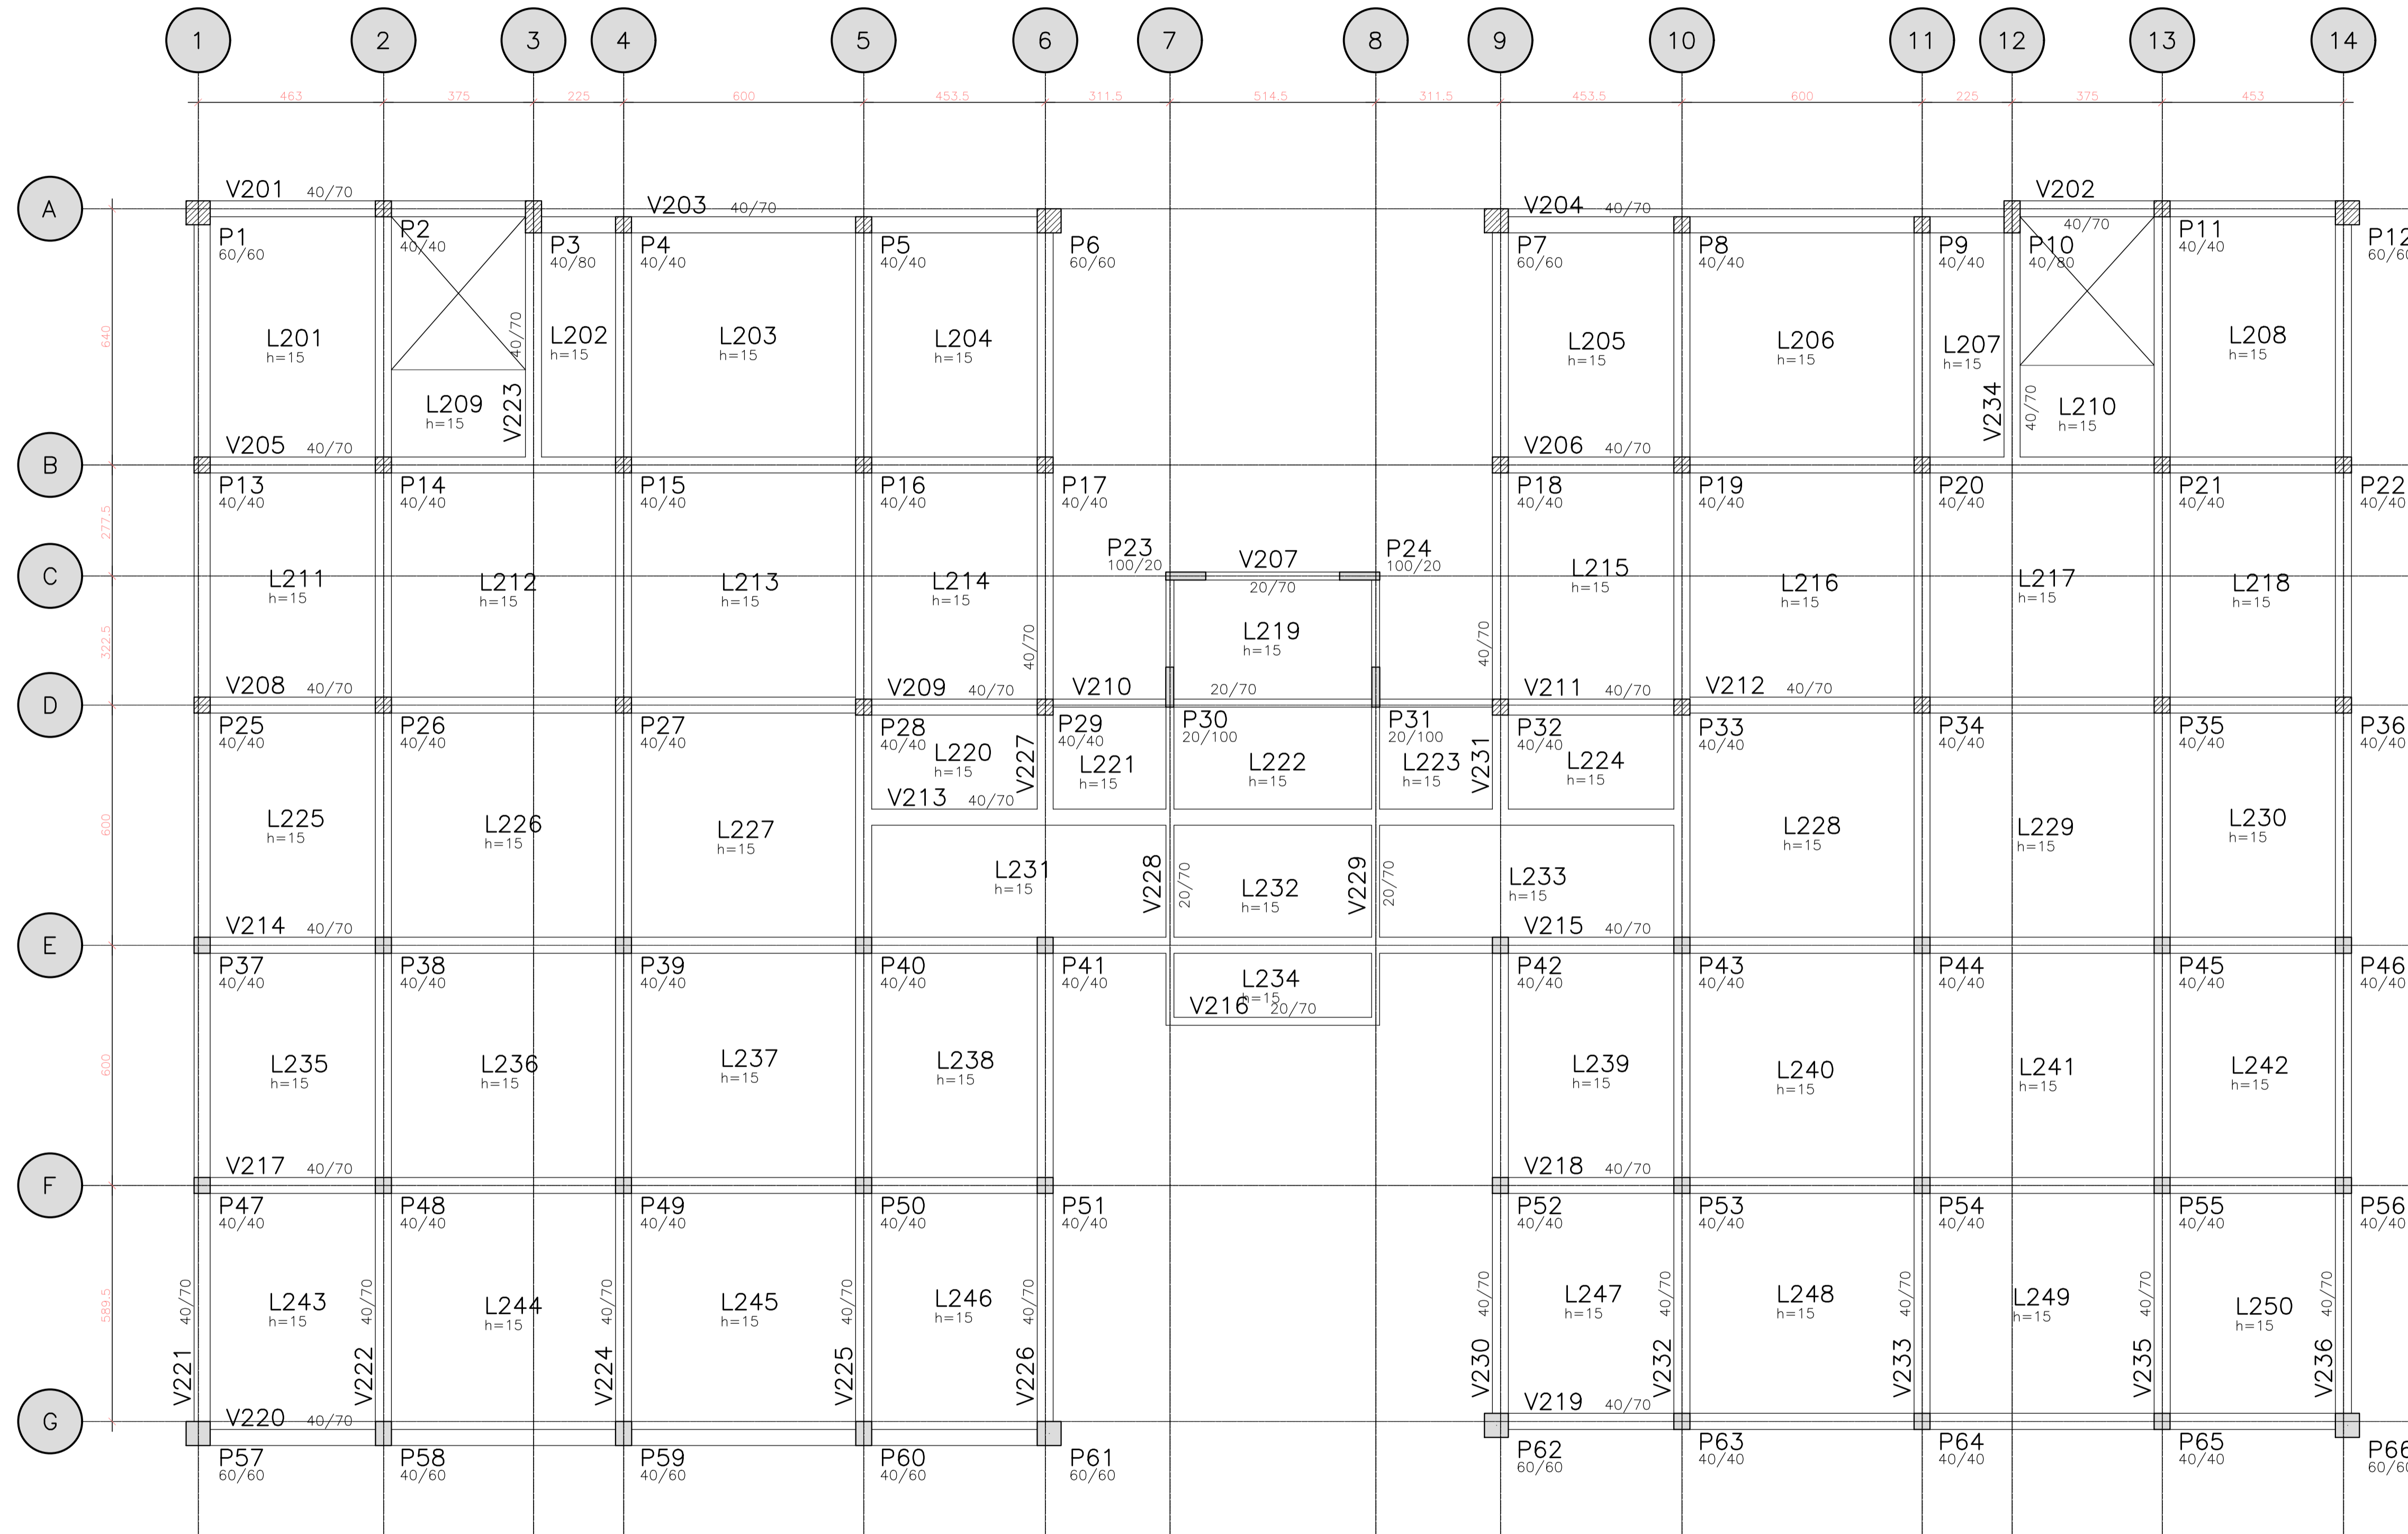 1 2 3 4 5 6 7 8 9 10 11 12 13 14
463 375 225 600 453.5 311.5 514.5 311.5 453.5 600 225 375 453
A
V201 40/70
V203 40/70
V204 40/70
V202
40/70
P1
60/60
P2
40/40
P3
40/80
P4
40/40
P5
40/40
P6
60/60
P7
60/60
P8
40/40
P9
40/40
P10
40/80
P11
40/40
P12
60/60
640
L201
h=15
40/70
L202
h=15
L203
h=15
L204
h=15
L205
h=15
L206
h=15
L207
h=15
L208
h=15
L209
h=15
V223
V234
40/70
L210
h=15
B
V205 40/70
V206 40/70
P13
40/40
P14
40/40
P15
40/40
P16
40/40
P17
40/40
P18
40/40
P19
40/40
P20
40/40
P21
40/40
P22
40/40
277.5
P23
100/20
V207
20/70
P24
100/20
C
L211
h=15
L212
h=15
L213
h=15
L214
h=15
L215
h=15
L216
h=15
L217
h=15
L218
h=15
322.5
40/70
L219
h=15
40/70
D
V208 40/70
V209 40/70
V210 20/70
V211 40/70
V212 40/70
P25
40/40
P26
40/40
P27
40/40
P28
40/40
P29
40/40
P30
20/100
P31
20/100
P32
40/40
P33
40/40
P34
40/40
P35
40/40
P36
40/40
L220
h=15
V227
L221
h=15
L222
h=15
L223
h=15
V231
L224
h=15
V213 40/70
600
L225
h=15
L226
h=15
L227
h=15
L228
h=15
L229
h=15
L230
h=15
L231
h=15
V228
20/70
L232
h=15
V229
20/70
L233
h=15
E
V214 40/70
V215 40/70
P37
40/40
P38
40/40
P39
40/40
P40
40/40
P41
40/40
L234
h=15
V216 20/70
P42
40/40
P43
40/40
P44
40/40
P45
40/40
P46
40/40
600
L235
h=15
L236
h=15
L237
h=15
L238
h=15
L239
h=15
L240
h=15
L241
h=15
L242
h=15
F
V217 40/70
V218 40/70
P47
40/40
P48
40/40
P49
40/40
P50
40/40
P51
40/40
P52
40/40
P53
40/40
P54
40/40
P55
40/40
P56
40/40
589.5
40/70
L243
h=15
40/70
L244
h=15
40/70
L245
h=15
40/70
L246
h=15
40/70
40/70
L247
h=15
40/70
L248
h=15
40/70
L249
h=15
40/70
L250
h=15
40/70
V221
V222
V224
V225
V226
V230
V232
V233
V235
V236
G
V220 40/70
V219 40/70
P57
60/60
P58
40/60
P59
40/60
P60
40/60
P61
60/60
P62
60/60
P63
40/40
P64
40/40
P65
40/40
P66
60/60